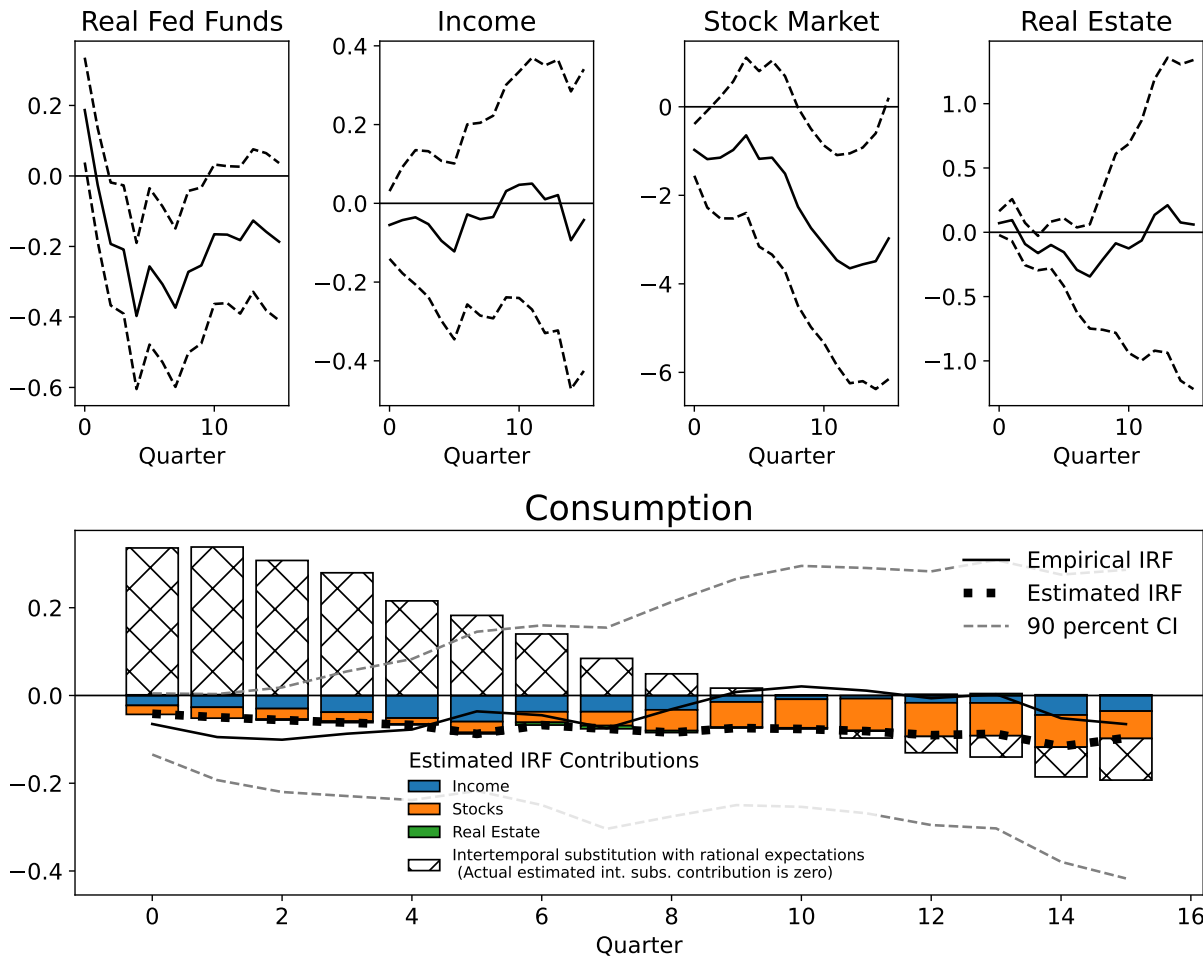 Real Fed Funds
Income
Stock Market
Real Estate
0.2
0.0
−0.2
−0.4
−0.6
0
10
Quarter
0.4
0.2
0.0
−0.2
−0.4
0
10
Quarter
0
−2
−4
−6
0
10
Quarter
1.0
0.5
0.0
−0.5
−1.0
0
10
Quarter
Consumption
0.2
0.0
−0.2
−0.4
Empirical IRF
Estimated IRF
90 percent CI
Estimated IRF Contributions
Income
Stocks
Real Estate
Intertemporal substitution with rational expectations
(Actual estimated int. subs. contribution is zero)
0 2 4 6 8 10 12 14 16
Quarter